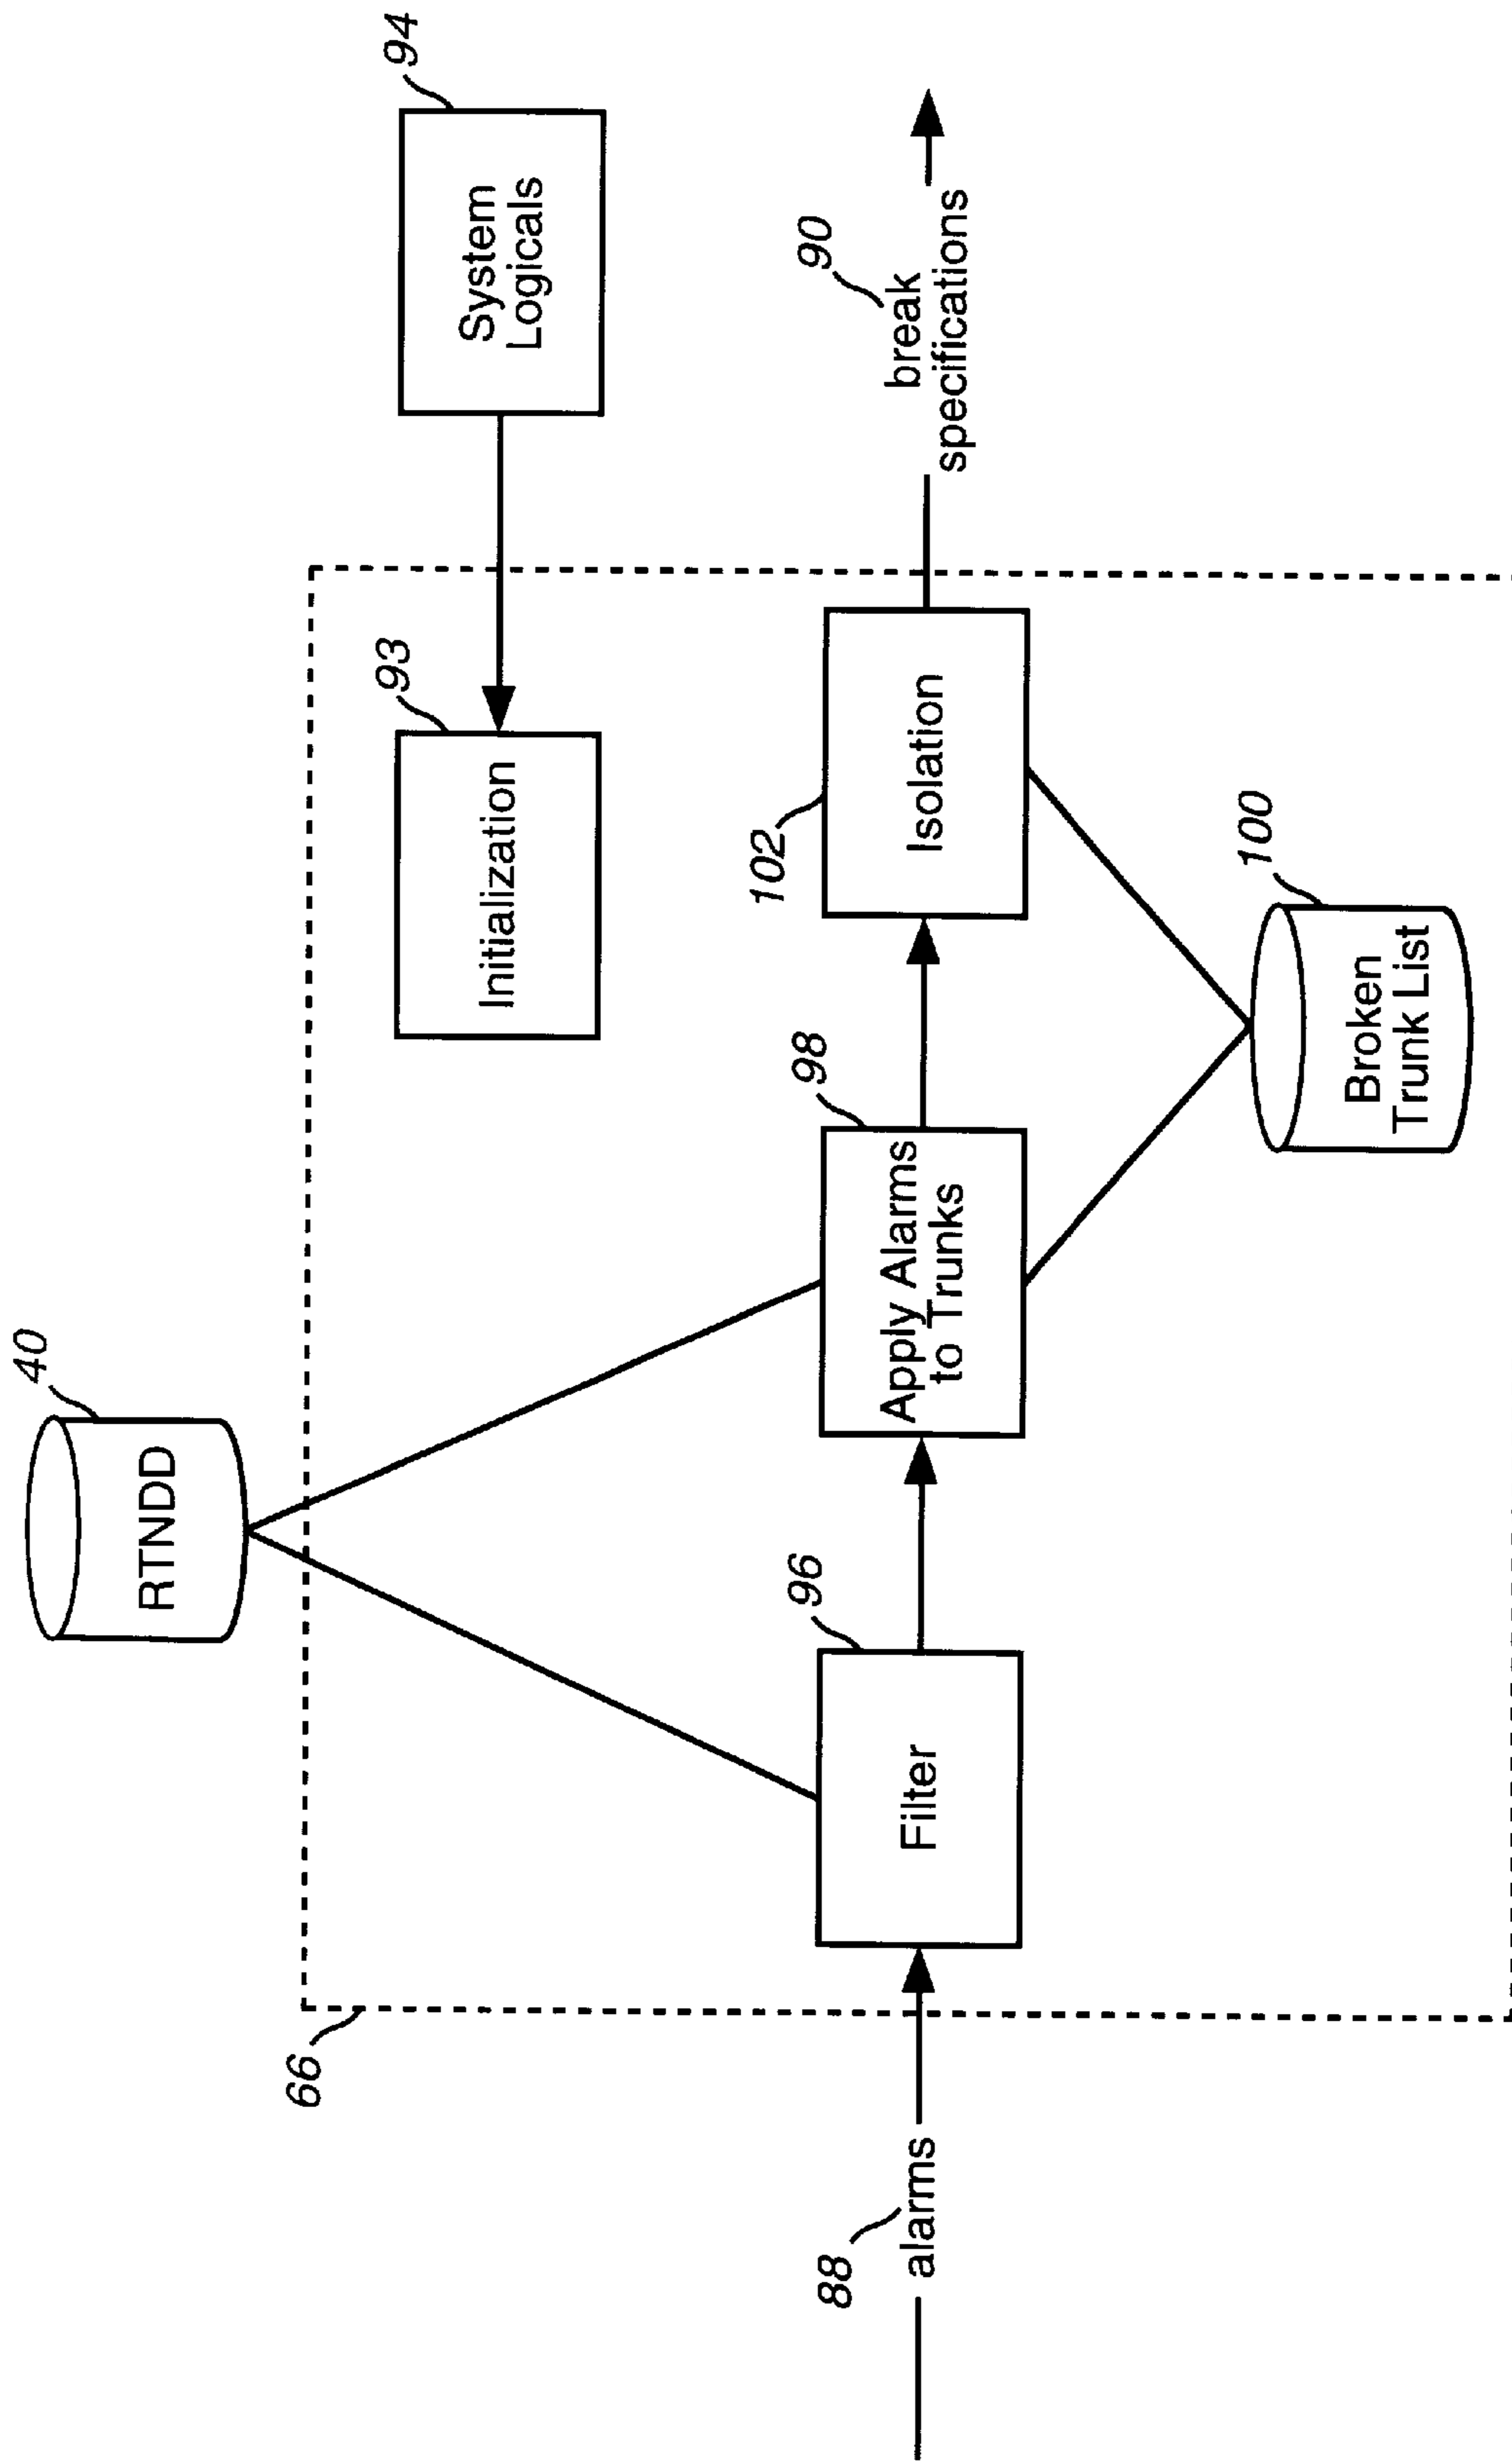 40
RTNDD
66
94
System
Logicals
93
Initialization
88
alarms
96
Filter
98
Apply Alarms
to Trunks
102
Isolation
90
break
specifications
100
Broken
Trunk List